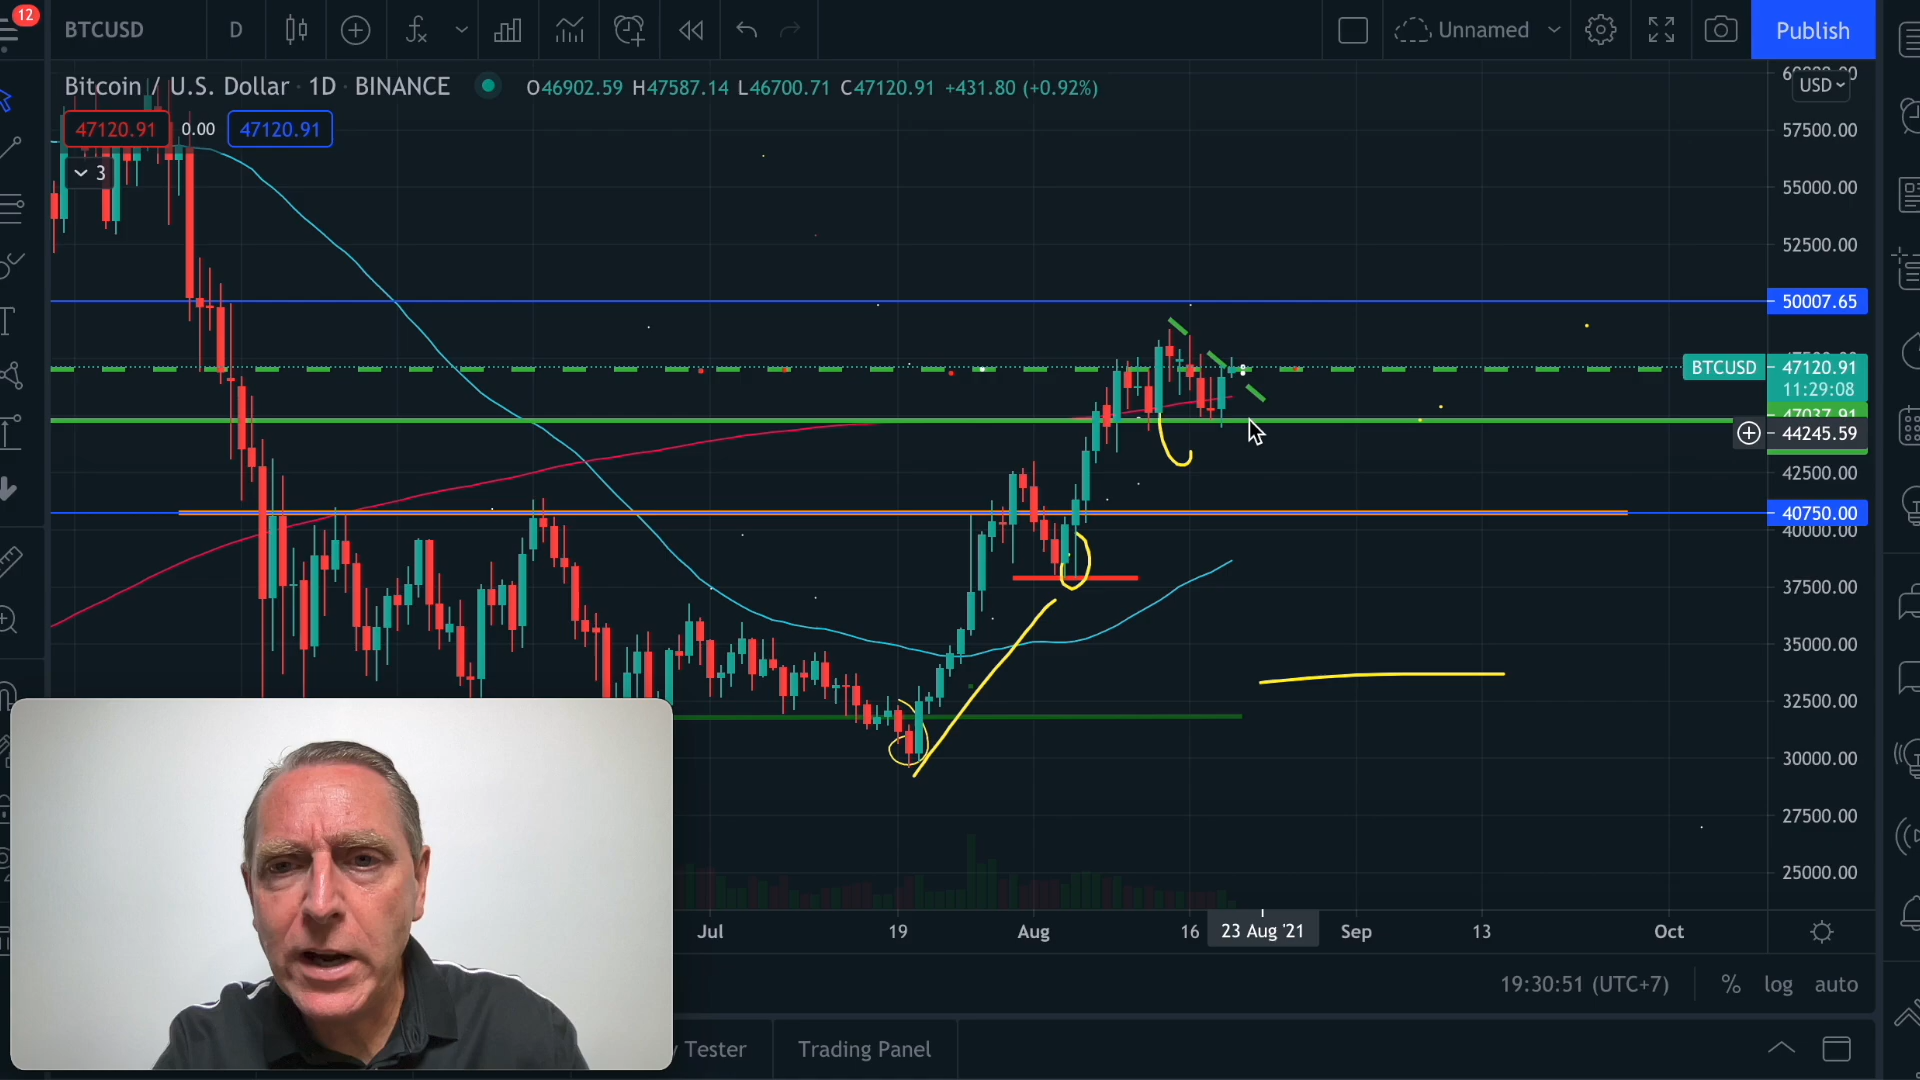 12
BTCUSD D Unnamed Publish
Bitcoin / U.S. Dollar · 1D · BINANCE O46902.59 H47587.14 L46700.71 C47120.91 +431.80 (+0.92%)
USD
47120.91 0.00 47120.91
3
57500.00
55000.00
52500.00
50007.65
BTCUSD 47120.91
11:29:08
47037.91
44245.59
42500.00
40750.00
40000.00
37500.00
35000.00
32500.00
30000.00
27500.00
25000.00
Jul 19 Aug 16 23 Aug '21 Sep 13 Oct
19:30:51 (UTC+7) % log auto
Tester Trading Panel